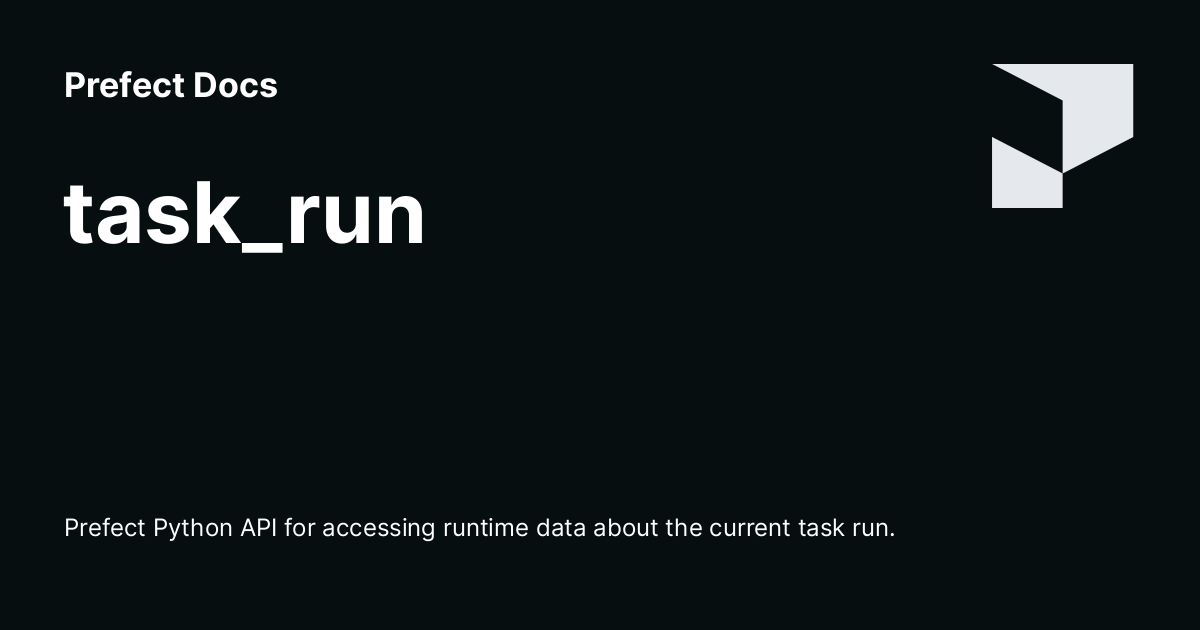 Prefect Docs
task_run
Prefect Python API for accessing runtime data about the current task run.